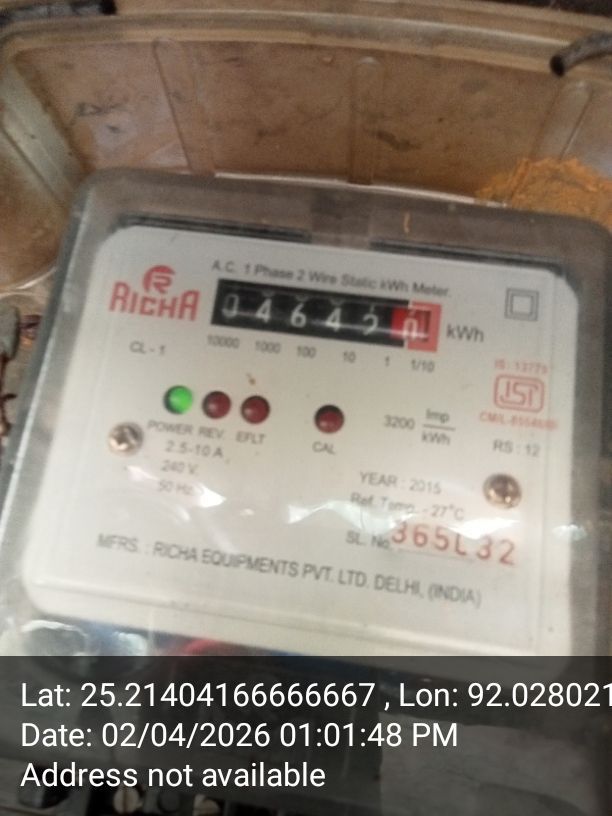 A.C. 1 Phase 2 Wire Static kWh Meter.
RICHA
0 4 6 4 2 0 kWh
10000 1000 100 10 1 1/10
CL - 1
IS : 13779
ISI
3200 Imp/kWh
POWER REV. EFLT CAL
RS : 12
2.5-10 A
240 V
50 Hz
YEAR : 2015
Ref. Temp. - 27°C
SL. No.
MFRS. : RICHA EQUIPMENTS PVT. LTD. DELHI, (INDIA)
Lat: 25.21404166666667 , Lon: 92.028021
Date: 02/04/2026 01:01:48 PM
Address not available